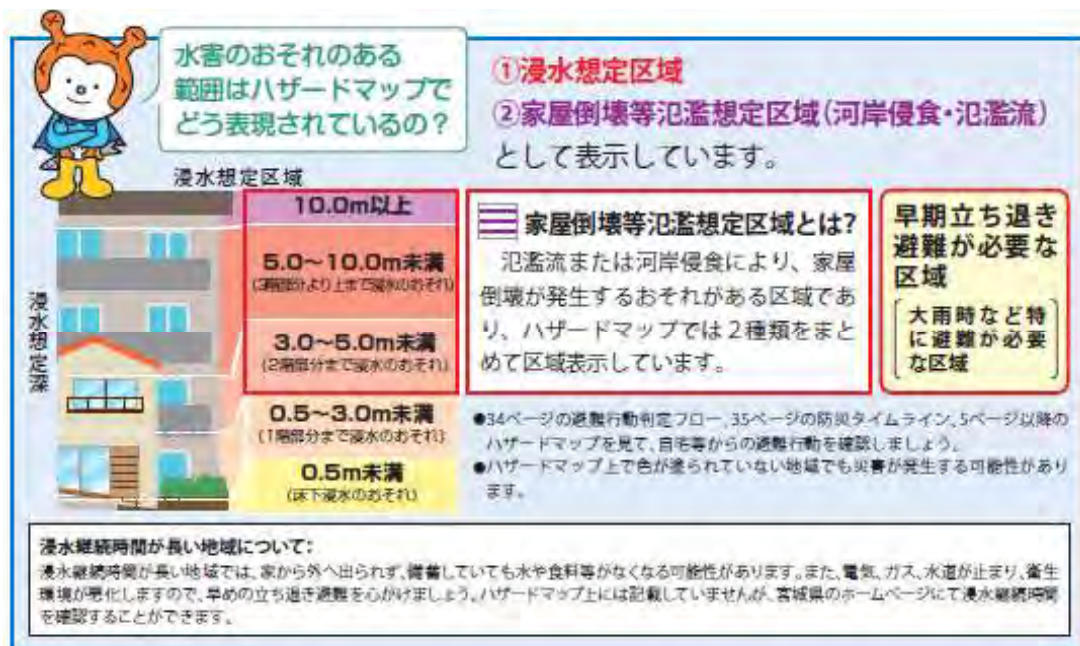 水害のおそれのある
範囲はハザードマップで
どう表現されているの？
①浸水想定区域
②家屋倒壊等氾濫想定区域（河岸侵食・氾濫流）
として表示しています。
浸水想定区域
浸水想定深
10.0m以上
5.0～10.0m未満
（3階部分より上まで浸水のおそれ）
3.0～5.0m未満
（2階部分まで浸水のおそれ）
0.5～3.0m未満
（1階部分まで浸水のおそれ）
0.5m未満
（床下浸水のおそれ）
家屋倒壊等氾濫想定区域とは？
氾濫流または河岸侵食により、家屋
倒壊が発生するおそれがある区域であ
り、ハザードマップでは２種類をまと
めて区域表示しています。
早期立ち退き
避難が必要な
区域
大雨時など特
に避難が必要
な区域
●34ページの避難行動判定フロー、35ページの防災タイムライン、5ページ以降の
ハザードマップを見て、自宅等からの避難行動を確認しましょう。
●ハザードマップ上で色が塗られていない地域でも災害が発生する可能性があり
ます。
浸水継続時間が長い地域について：
浸水継続時間が長い地域では、家から外へ出られず、備蓄していても水や食料等がなくなる可能性があります。また、電気、ガス、水道が止まり、衛生
環境が悪化しますので、早めの立ち退き避難を心がけましょう。ハザードマップ上には記載していませんが、宮城県のホームページにて浸水継続時間
を確認することができます。